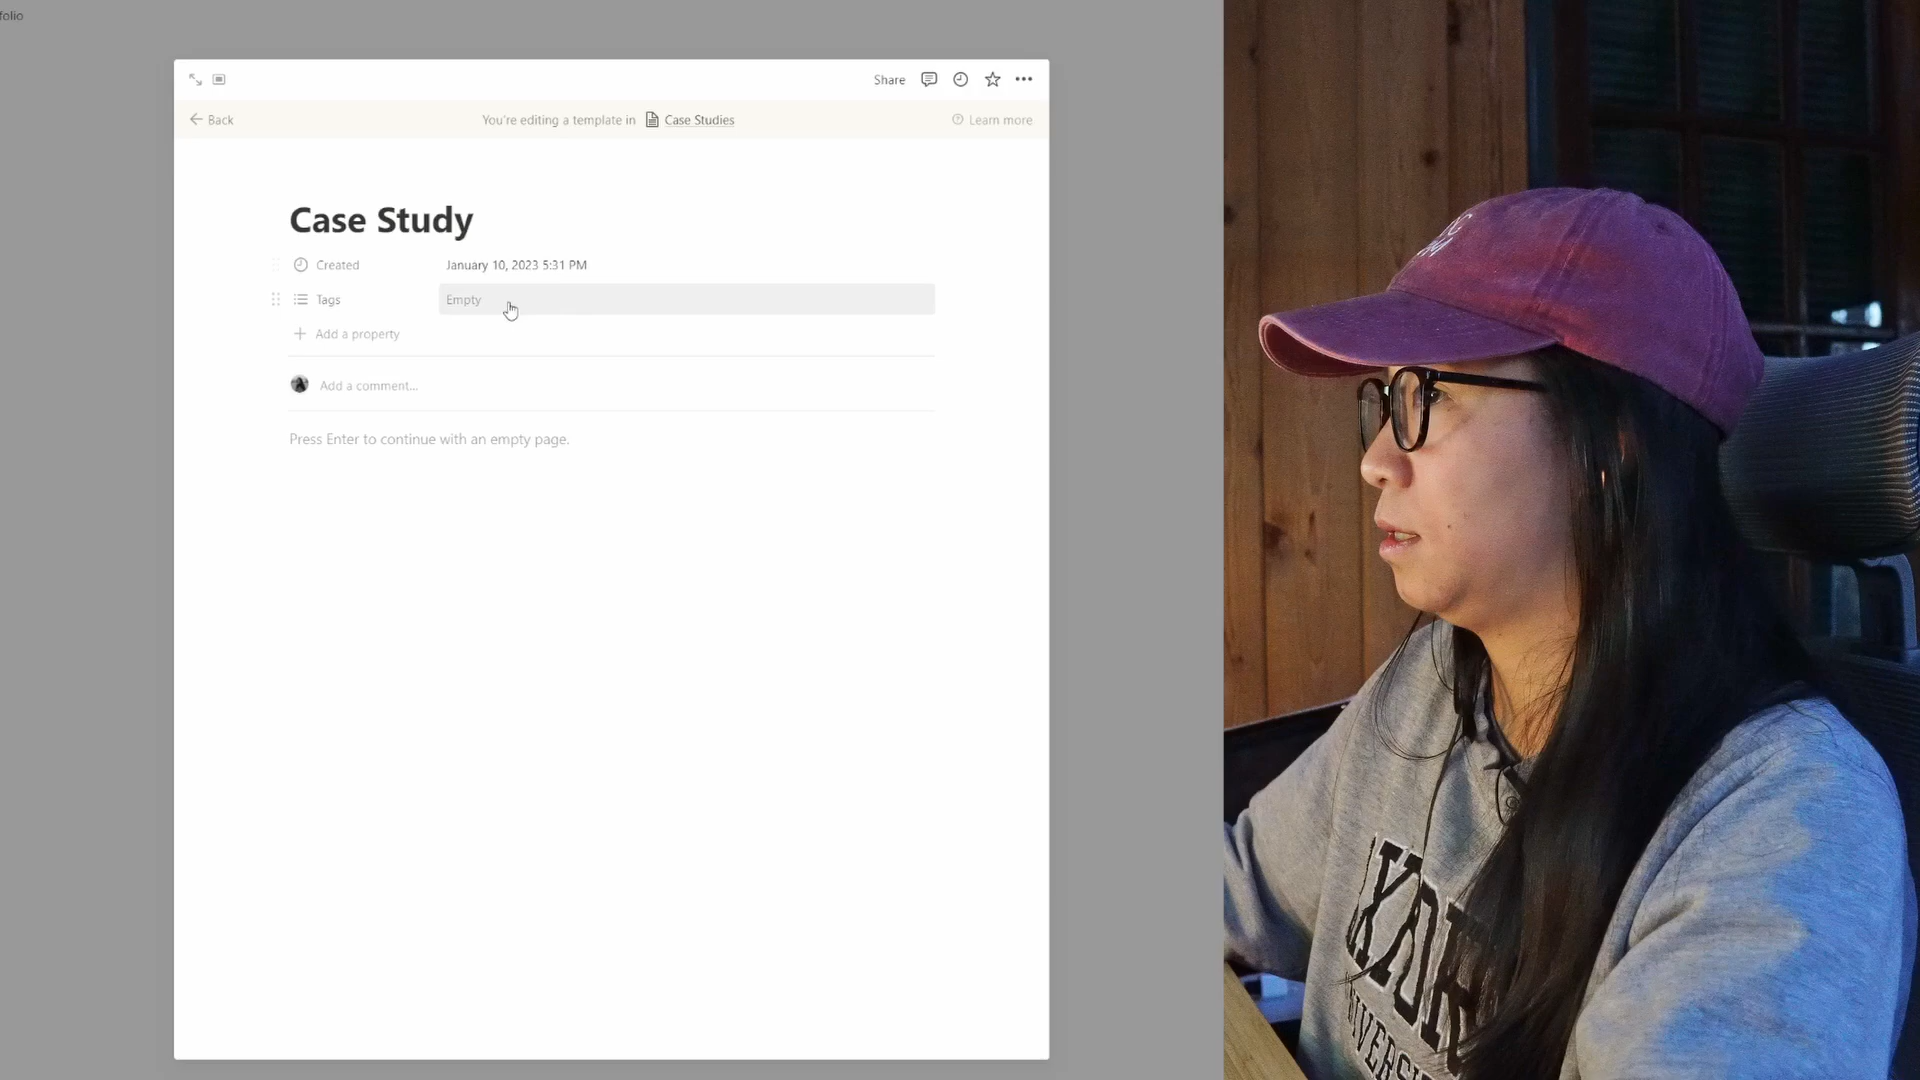 folio
Share
Back
You're editing a template in Case Studies
Learn more
Case Study
Created January 10, 2023 5:31 PM
Tags Empty
Add a property
Add a comment...
Press Enter to continue with an empty page.